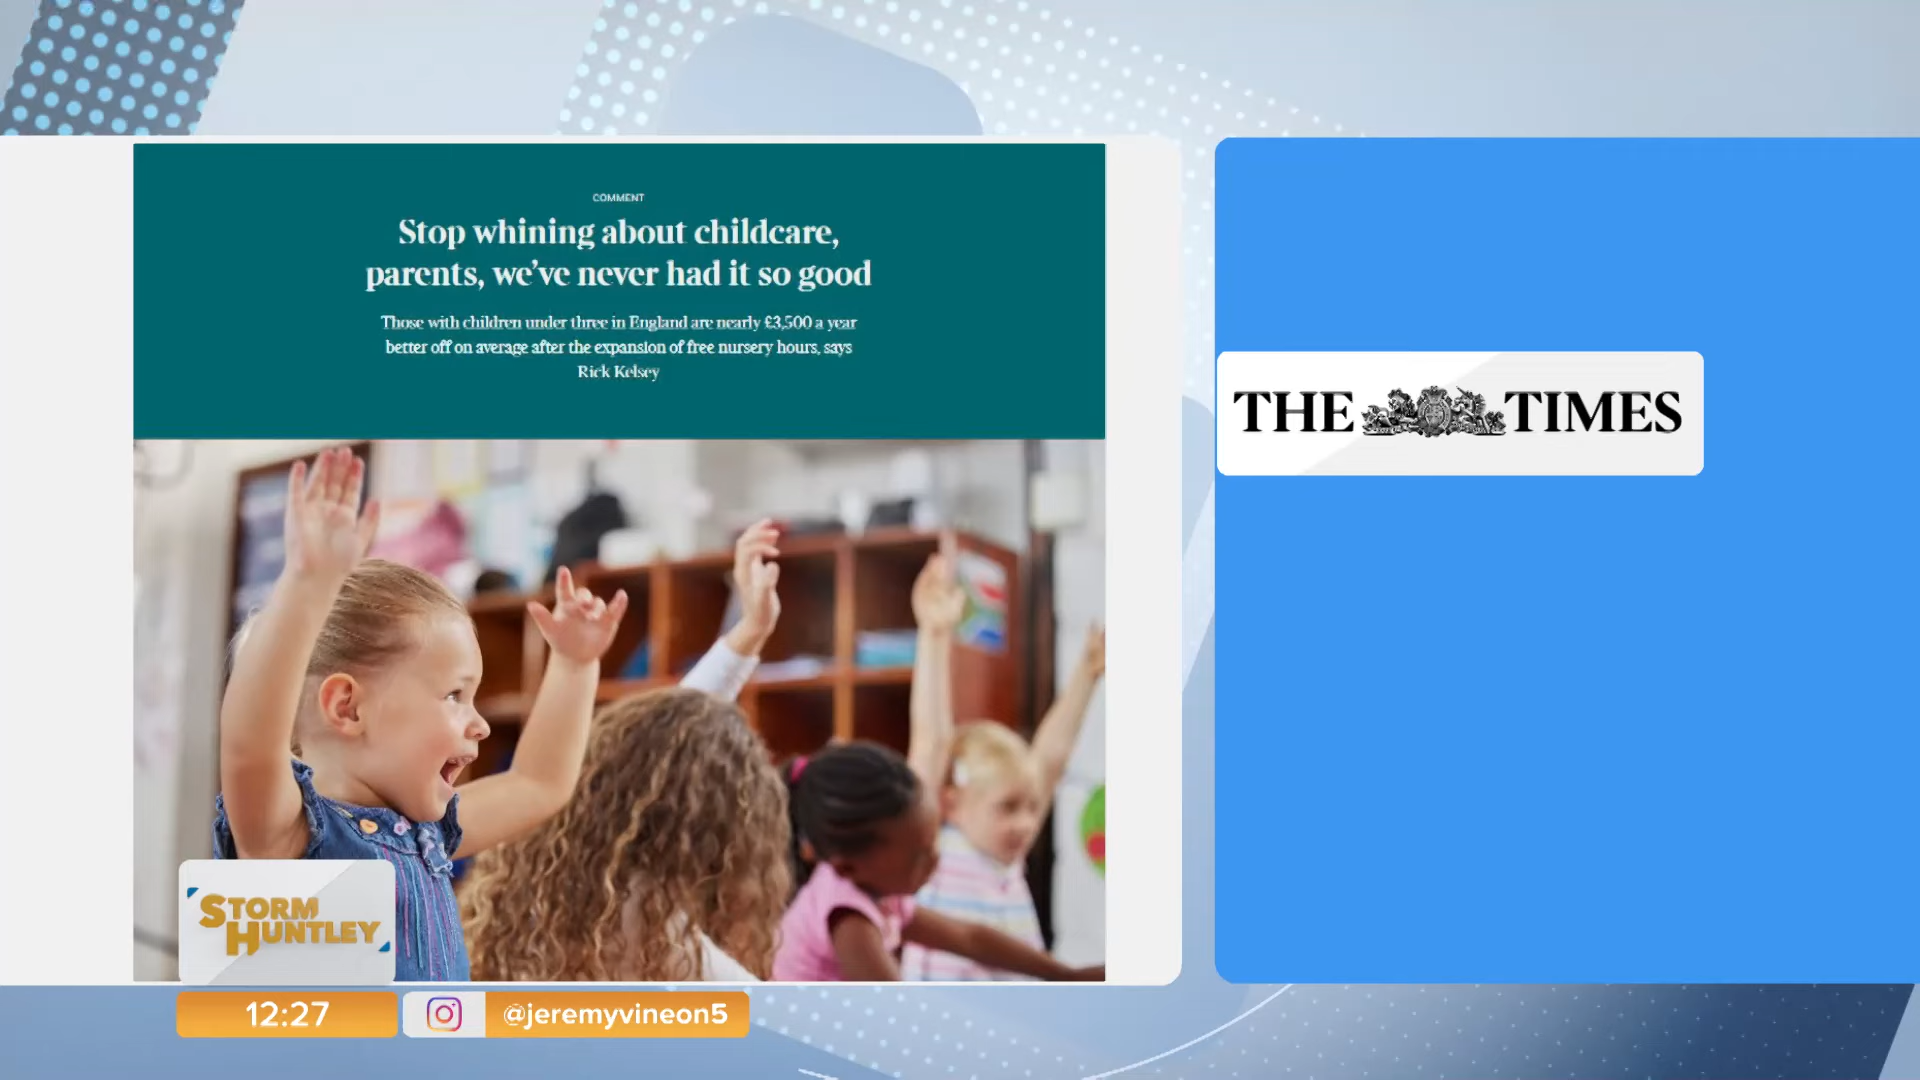 COMMENT
Stop whining about childcare,
parents, we've never had it so good
Those with children under three in England are nearly £3,500 a year
better off on average after the expansion of free nursery hours, says
Rick Kelsey
THE TIMES
STORM
HUNTLEY
12:27
@jeremyvineon5